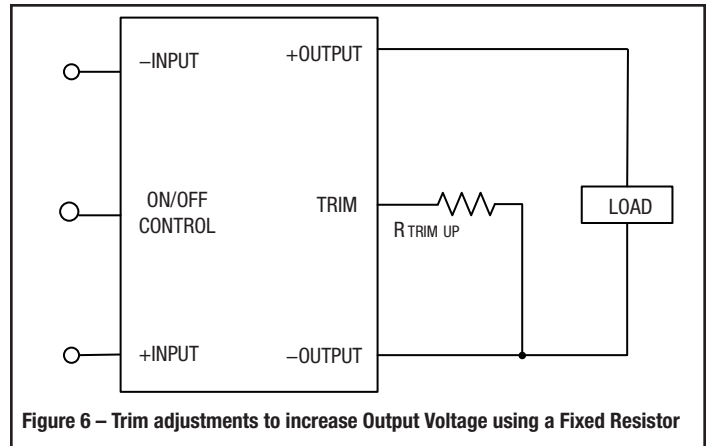 −INPUT
+OUTPUT
ON/OFF
CONTROL
TRIM
R TRIM UP
LOAD
+INPUT
−OUTPUT
Figure 6 – Trim adjustments to increase Output Voltage using a Fixed Resistor